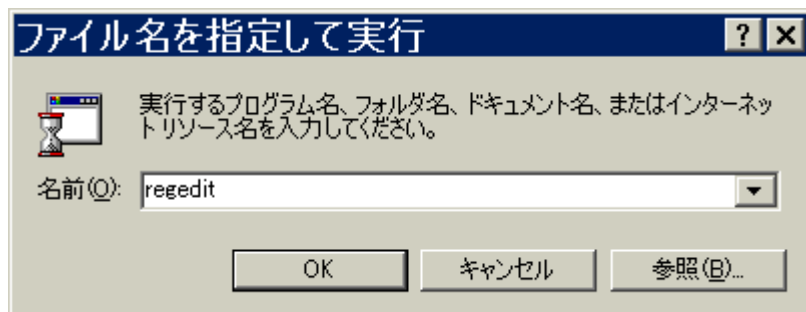 ファイル名を指定して実行
実行するプログラム名、フォルダ名、ドキュメント名、またはインターネッ
トリソース名を入力してください。
名前(O): regedit
OK キャンセル 参照(B)...